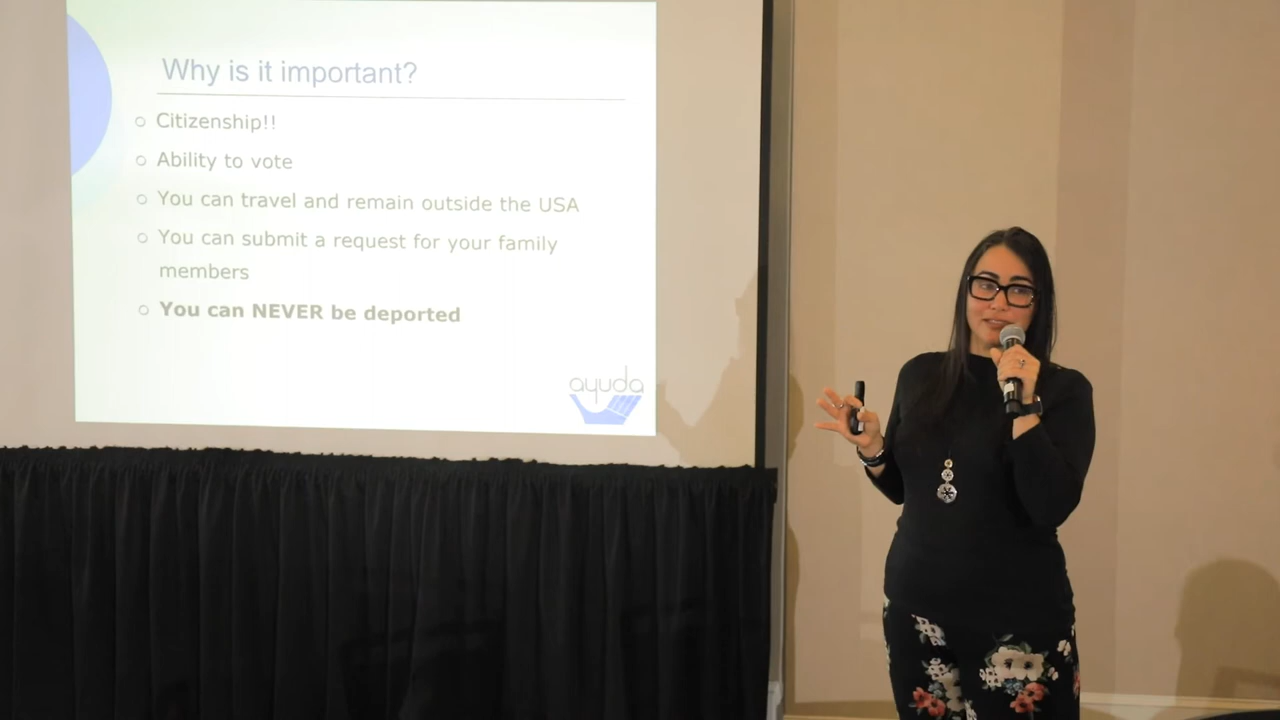 Why is it important?
Citizenship!!
Ability to vote
You can travel and remain outside the USA
You can submit a request for your family
members
You can NEVER be deported
ayuda